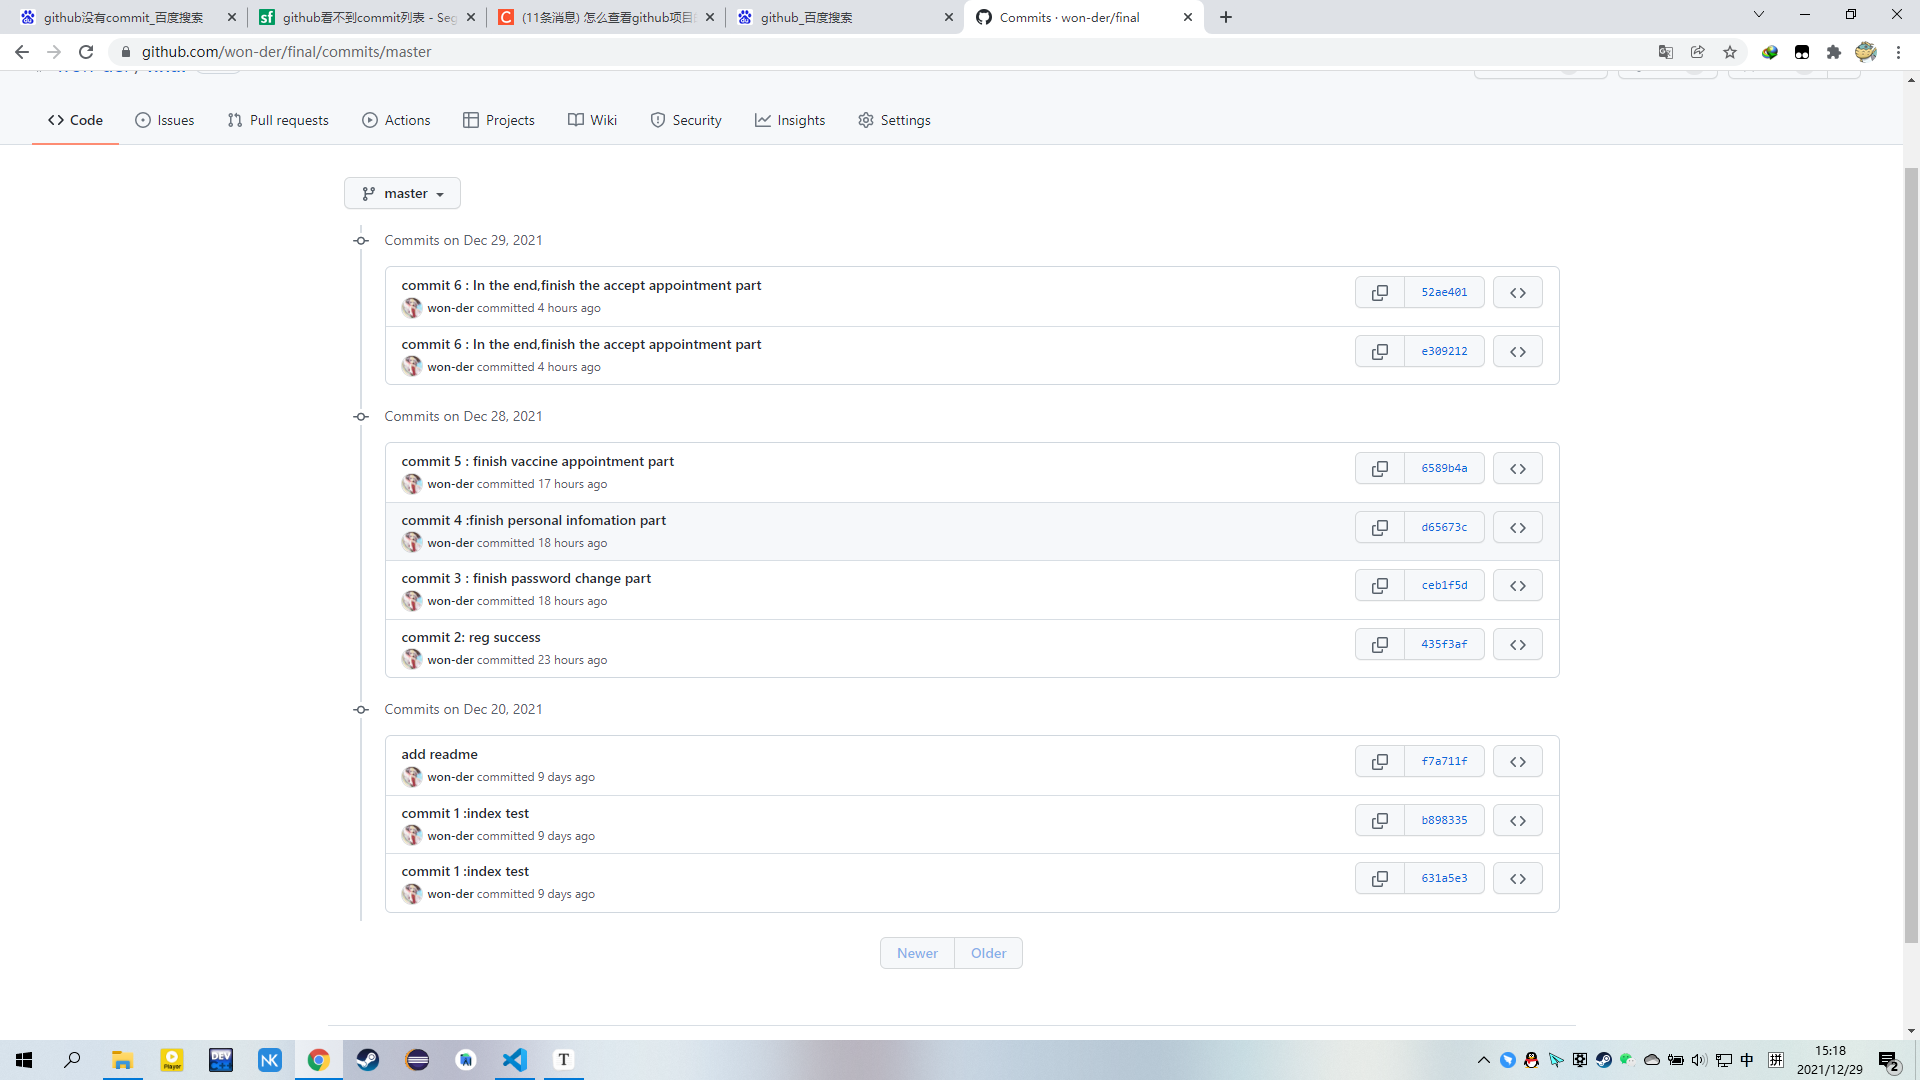 github没有commit_百度搜索
github看不到commit列表 - Seg
(11条消息) 怎么查看github项目
github_百度搜索
Commits · won-der/final
github.com/won-der/final/commits/master
Code
Issues
Pull requests
Actions
Projects
Wiki
Security
Insights
Settings
master
Commits on Dec 29, 2021
commit 6 : In the end,finish the accept appointment part
52ae401
won-der committed 4 hours ago
commit 6 : In the end,finish the accept appointment part
e309212
won-der committed 4 hours ago
Commits on Dec 28, 2021
commit 5 : finish vaccine appointment part
6589b4a
won-der committed 17 hours ago
commit 4 :finish personal infomation part
d65673c
won-der committed 18 hours ago
commit 3 : finish password change part
ceb1f5d
won-der committed 18 hours ago
commit 2: reg success
435f3af
won-der committed 23 hours ago
Commits on Dec 20, 2021
add readme
f7a711f
won-der committed 9 days ago
commit 1 :index test
b898335
won-der committed 9 days ago
commit 1 :index test
631a5e3
won-der committed 9 days ago
Newer
Older
Player
DEV
NK
T
中
拼
15:18
2021/12/29
2